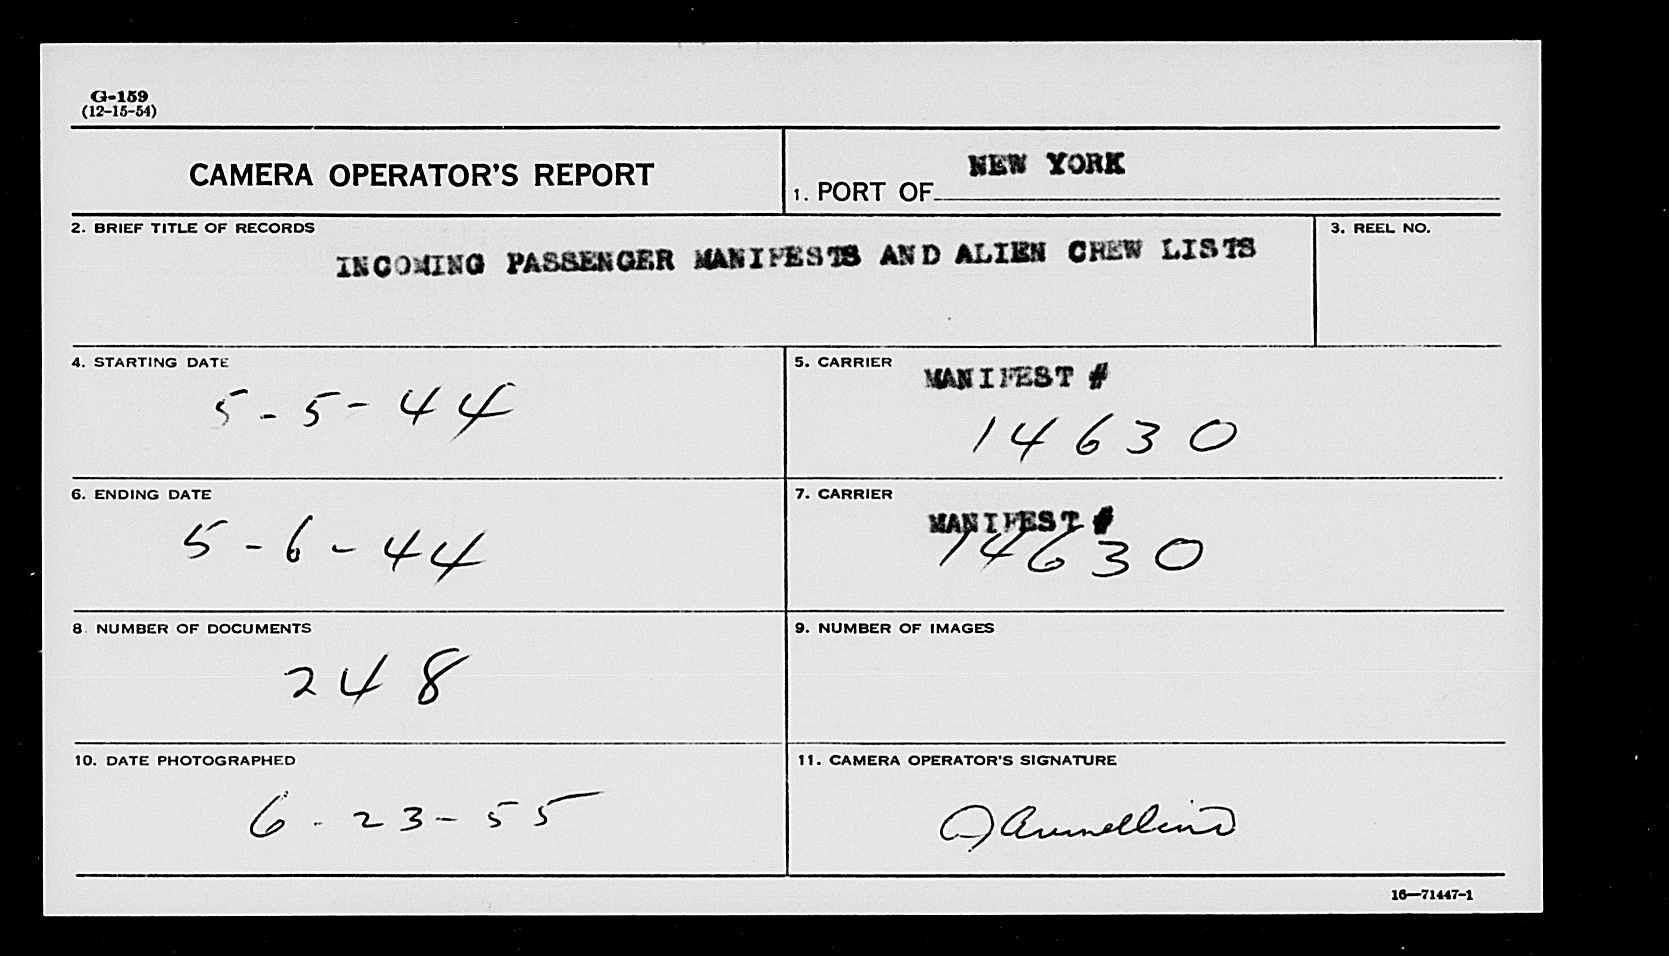 G-159
(12-15-54)
CAMERA OPERATOR'S REPORT
NEW YORK
1. PORT OF
2. BRIEF TITLE OF RECORDS
INCOMING PASSENGER MANIFESTS AND ALIEN CREW LISTS
3. REEL NO.
4. STARTING DATE
5-5-44
5. CARRIER
MANIFEST #
14630
6. ENDING DATE
5-6-44
7. CARRIER
MANIFEST #
14630
8. NUMBER OF DOCUMENTS
248
9. NUMBER OF IMAGES
10. DATE PHOTOGRAPHED
6-23-55
11. CAMERA OPERATOR'S SIGNATURE
16—71447-1